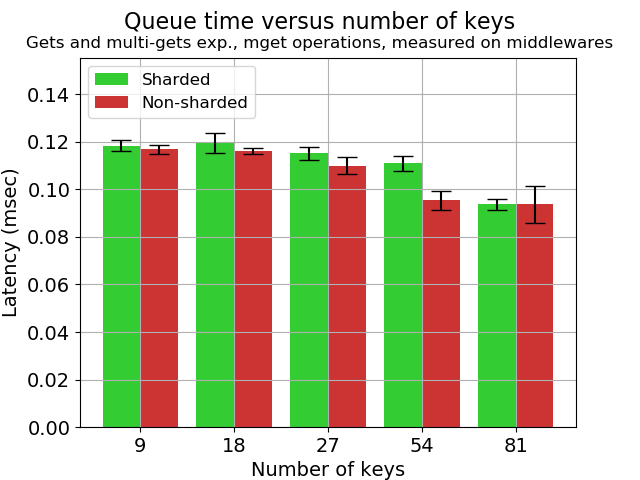 Queue time versus number of keys
Gets and multi-gets exp., mget operations, measured on middlewares
Sharded
Non-sharded
Latency (msec)
0.14
0.12
0.10
0.08
0.06
0.04
0.02
0.00
9 18 27 54 81
Number of keys